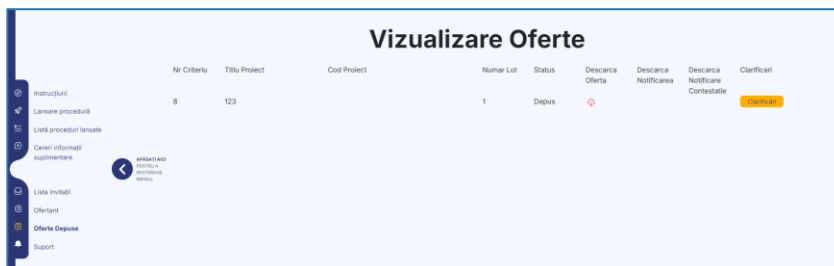 Vizualizare Oferte
Nr Criteriu Titlu Proiect Cod Proiect Numar Lot Status Descarca Oferta Descarca Notificarea Descarca Notificare Contestatie Clarificari
8 123 1 Depus Clarificări
Instrucțiuni
Lansare procedură
Listă proceduri lansate
Cereri informații
suplimentare
APĂSAȚI AICI
PENTRU A
RESTRÂNGE
MENIUL
Lista invitații
Ofertant
Oferte Depuse
Suport